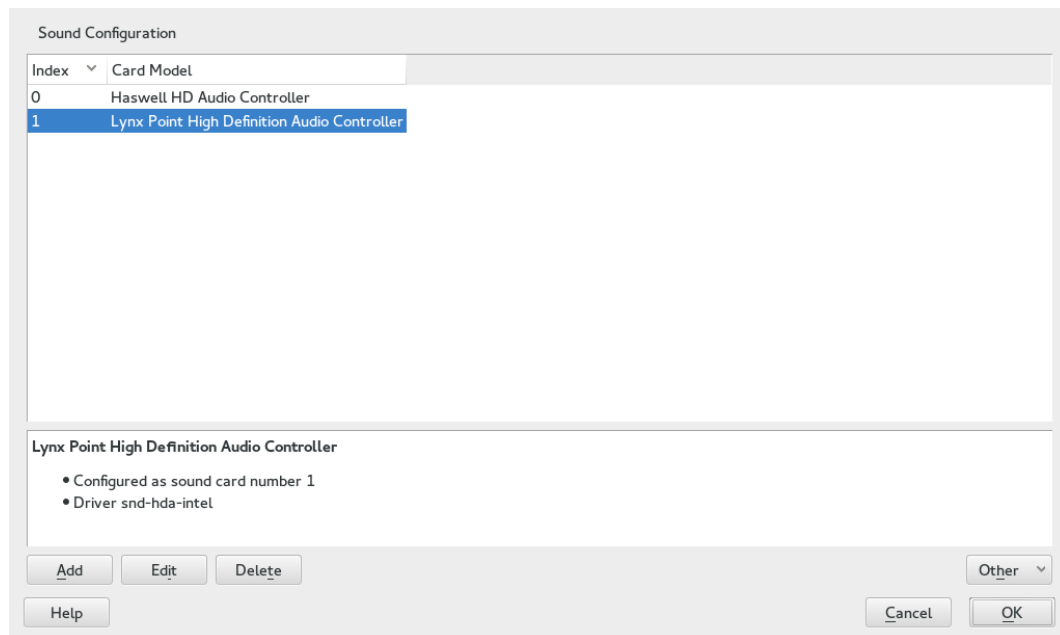 Sound Configuration
Index Card Model
0 Haswell HD Audio Controller
1 Lynx Point High Definition Audio Controller
Lynx Point High Definition Audio Controller
• Configured as sound card number 1
• Driver snd-hda-intel
Add Edit Delete Other
Help Cancel OK